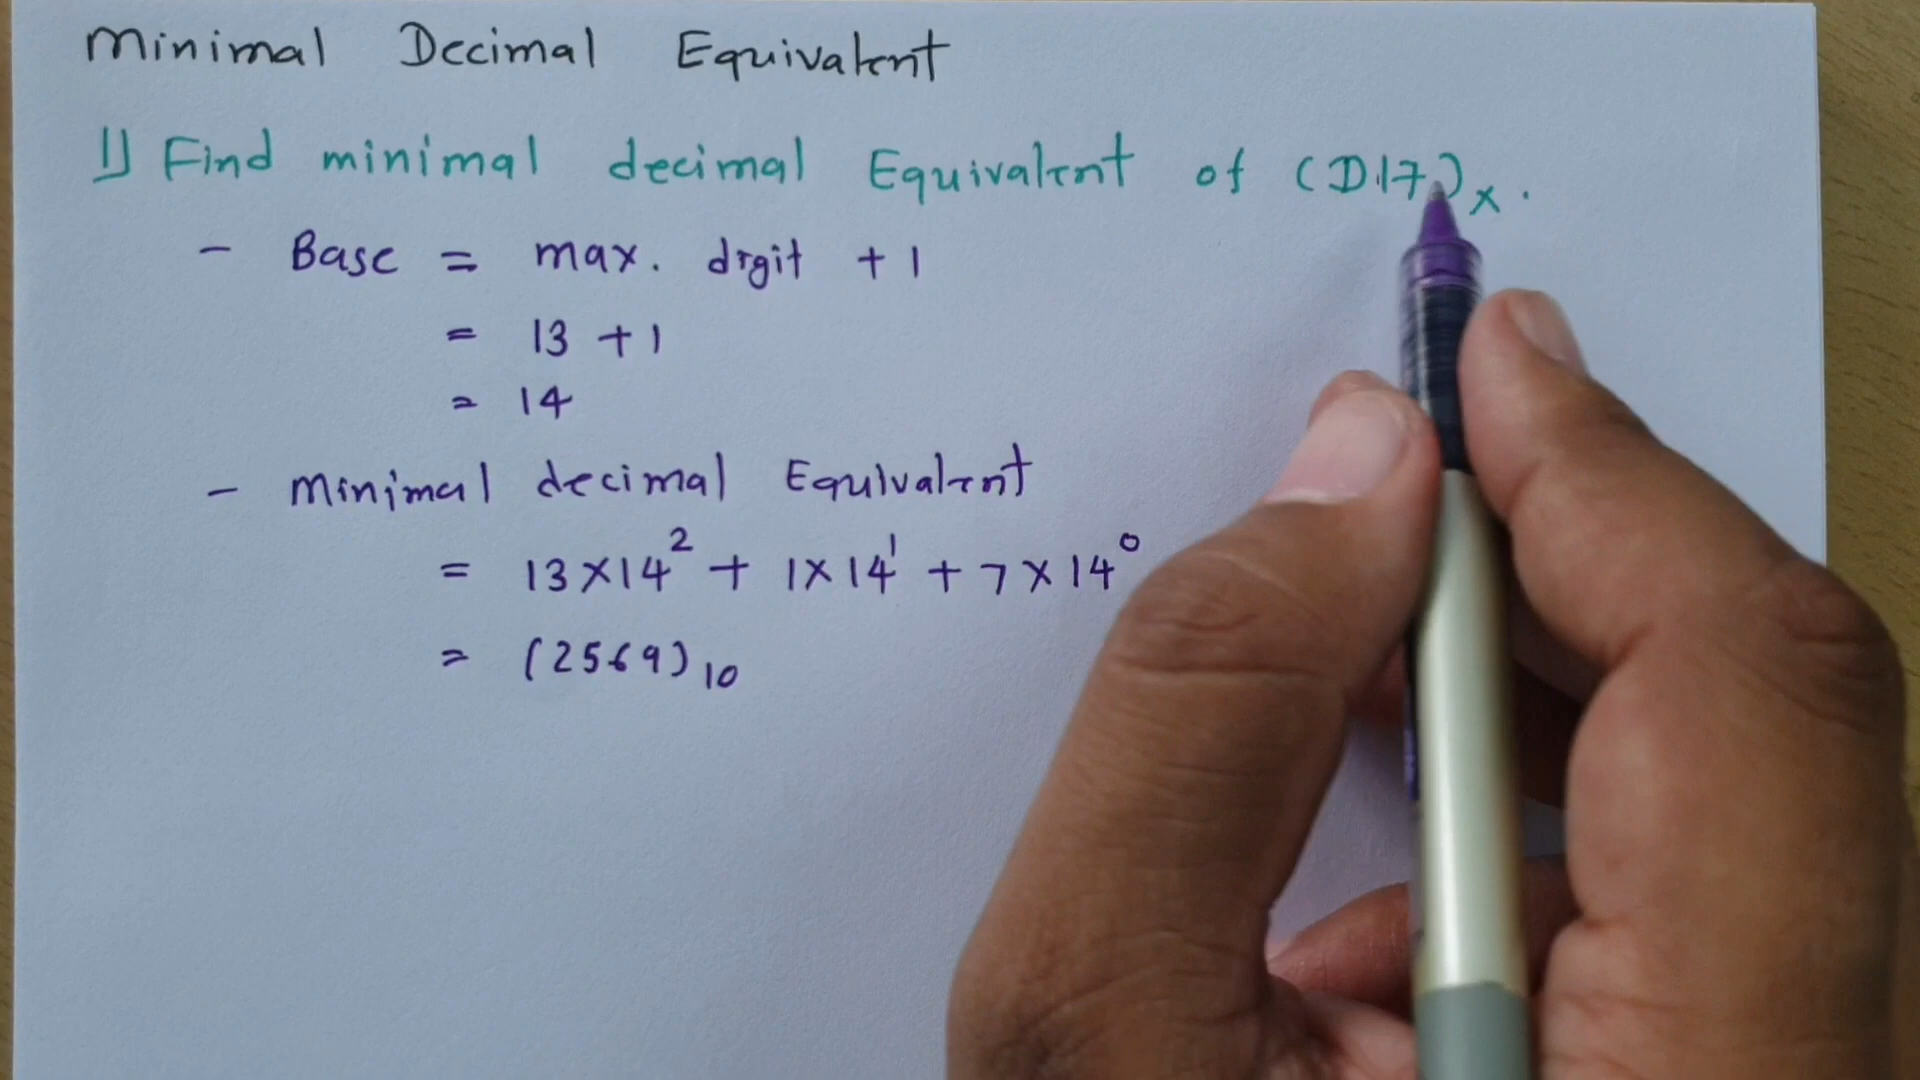 Minimal Decimal Equivalent
1) Find minimal decimal Equivalent of (D17)x.
- Base = max. digit + 1
= 13 + 1
= 14
- Minimal decimal Equivalent
= 13 × 14² + 1 × 14¹ + 7 × 14⁰
= (2569)₁₀